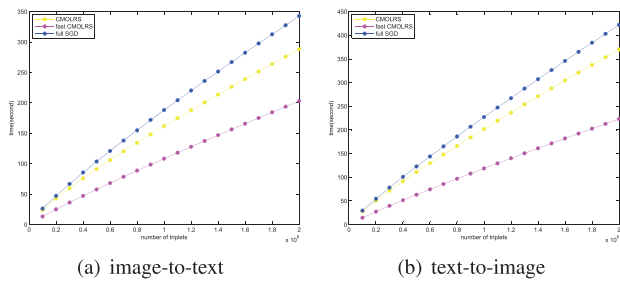 350
300
250
200
150
100
50
0
time(second)
CMOLRS
fast CMOLRS
full SGD
0 0.2 0.4 0.6 0.8 1 1.2 1.4 1.6 1.8 2
number of triplets
(a) image-to-text
450
400
350
300
250
200
150
100
50
0
time(second)
CMOLRS
fast CMOLRS
full SGD
0 0.2 0.4 0.6 0.8 1 1.2 1.4 1.6 1.8 2
number of triplets
(b) text-to-image